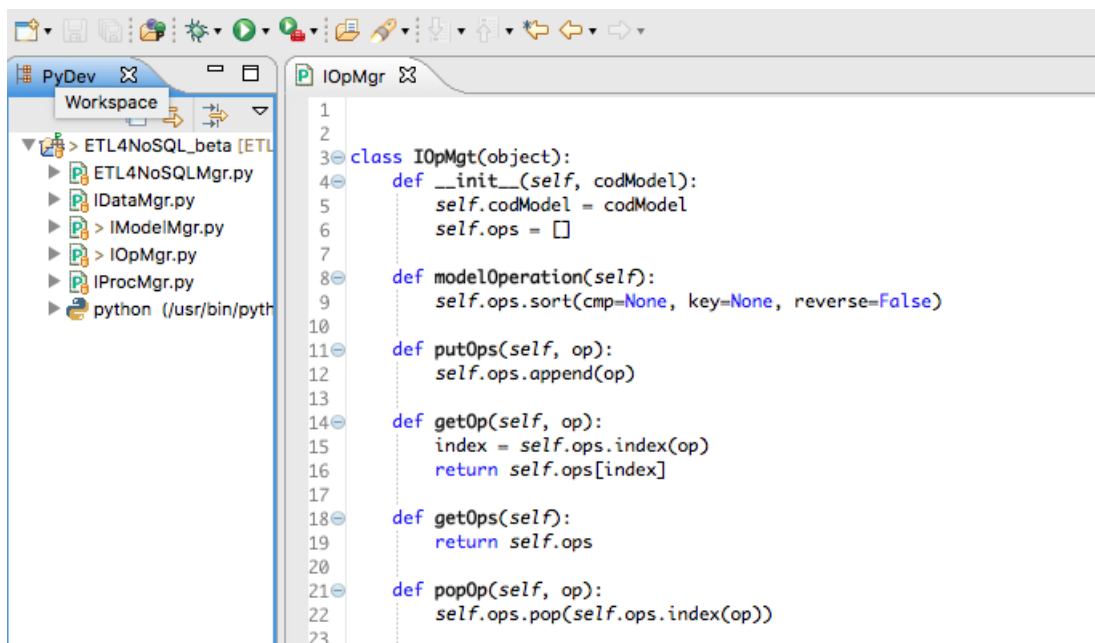 PyDev
IOpMgr
Workspace
> ETL4NoSQL_beta [ETL
ETL4NoSQLMgr.py
IDataMgr.py
> IModelMgr.py
> IOpMgr.py
IProcMgr.py
python (/usr/bin/pyth
1
2
3 class IOpMgt(object):
4     def __init__(self, codModel):
5         self.codModel = codModel
6         self.ops = []
7
8     def modelOperation(self):
9         self.ops.sort(cmp=None, key=None, reverse=False)
10
11     def putOps(self, op):
12         self.ops.append(op)
13
14     def getOp(self, op):
15         index = self.ops.index(op)
16         return self.ops[index]
17
18     def getOps(self):
19         return self.ops
20
21     def popOp(self, op):
22         self.ops.pop(self.ops.index(op))
23